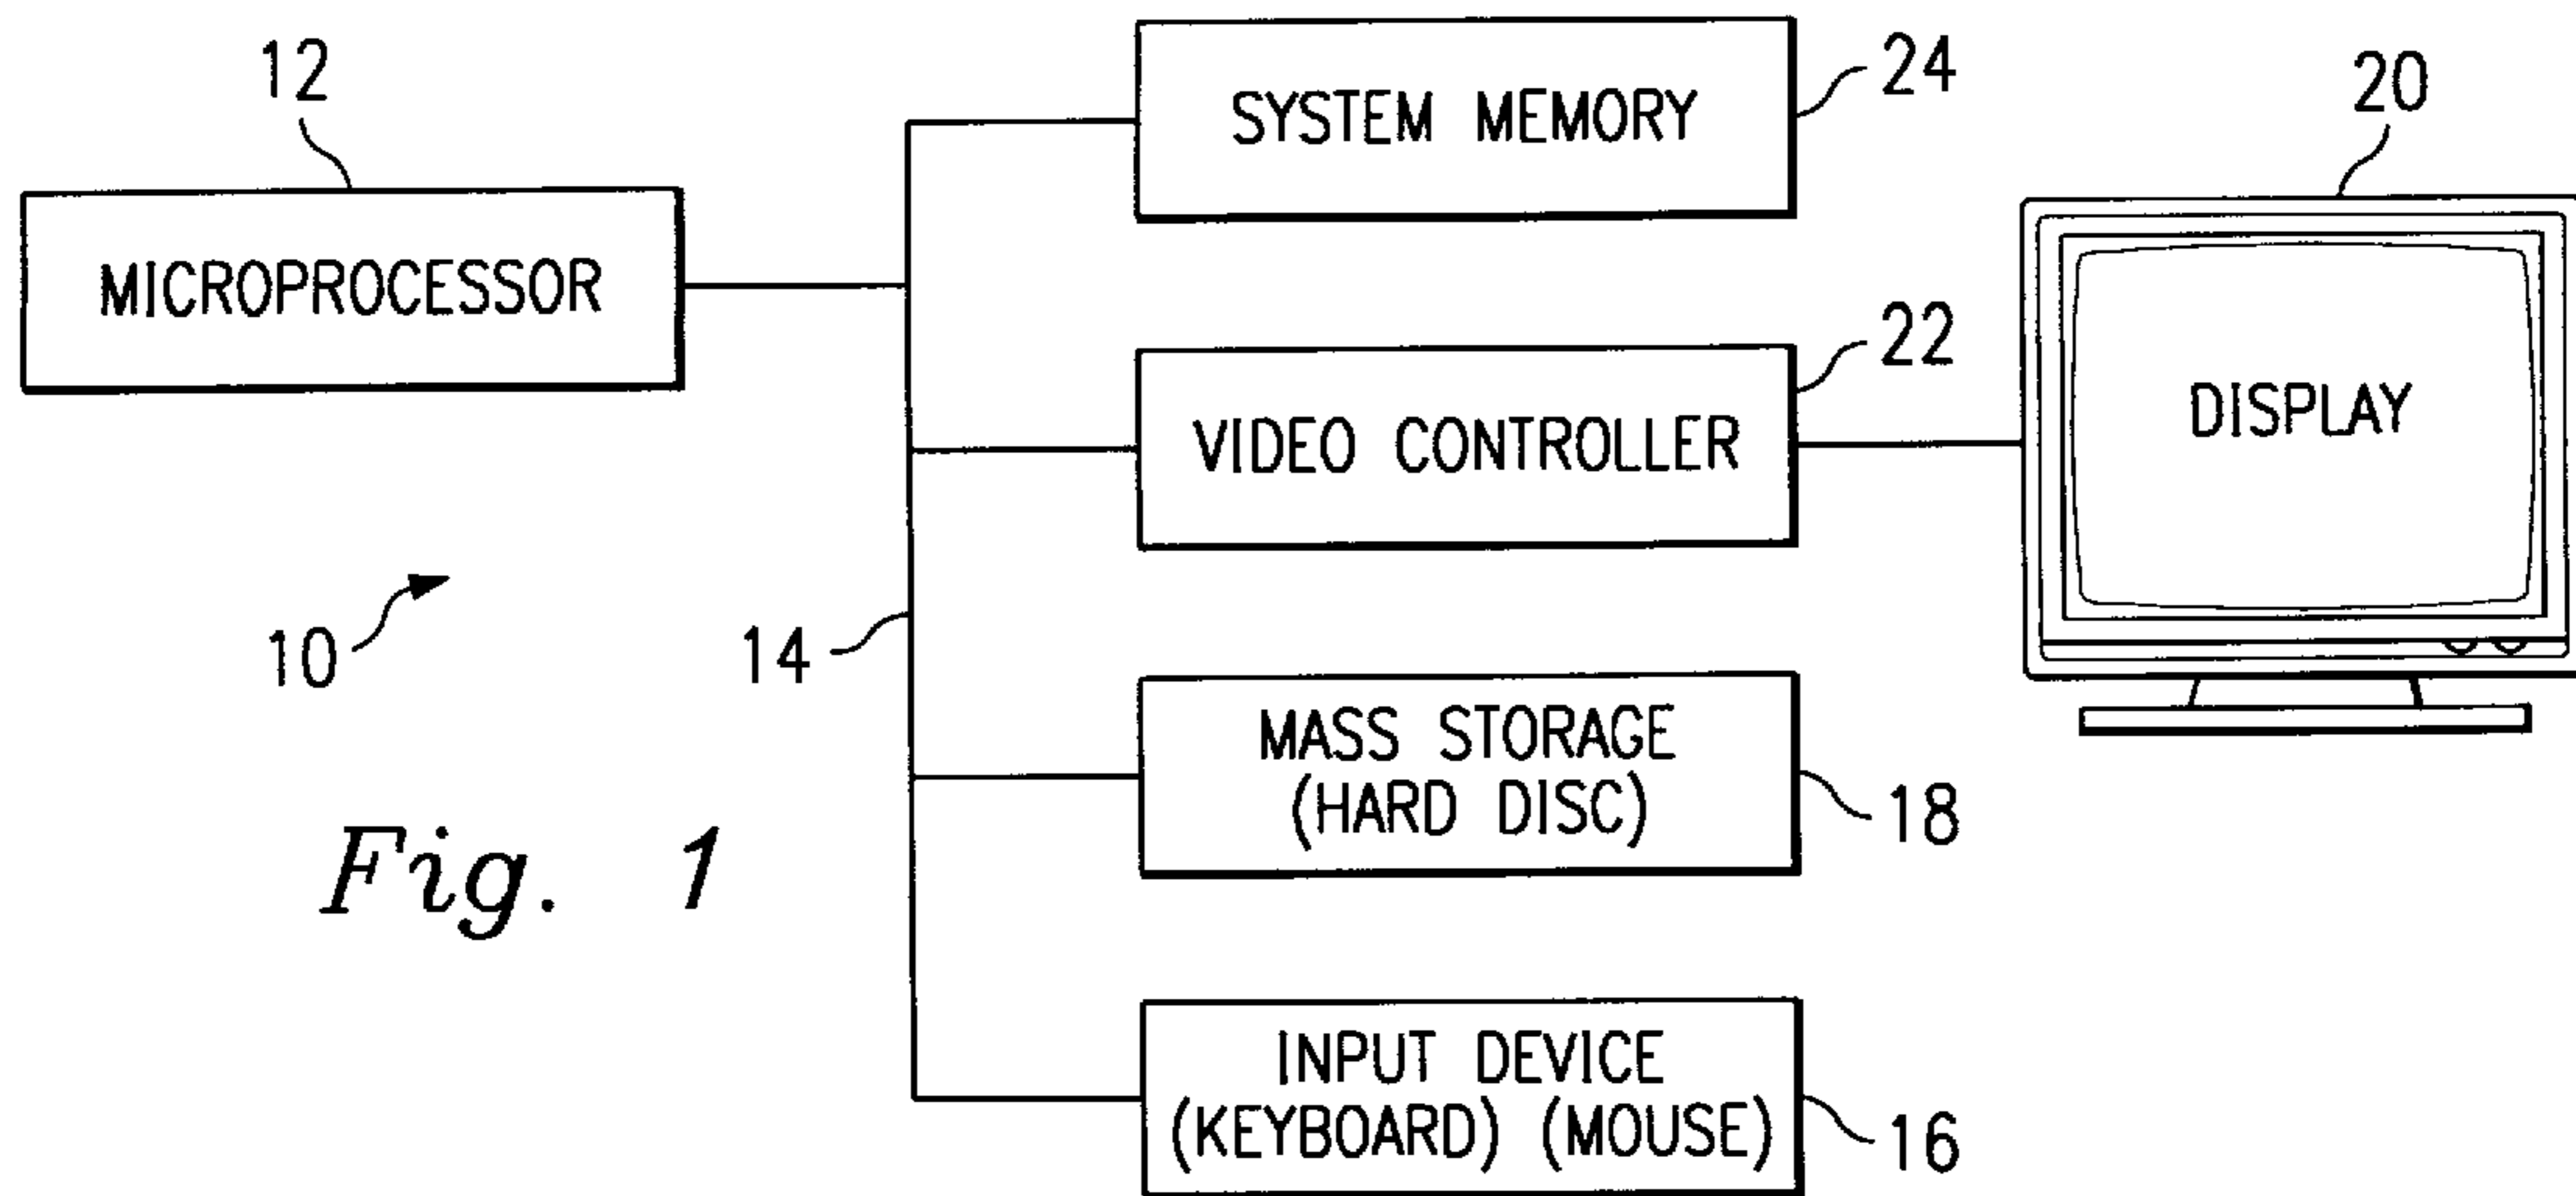 12
MICROPROCESSOR
SYSTEM MEMORY
24
20
VIDEO CONTROLLER
22
DISPLAY
10
14
MASS STORAGE
(HARD DISC)
18
INPUT DEVICE
(KEYBOARD) (MOUSE)
16
Fig. 1